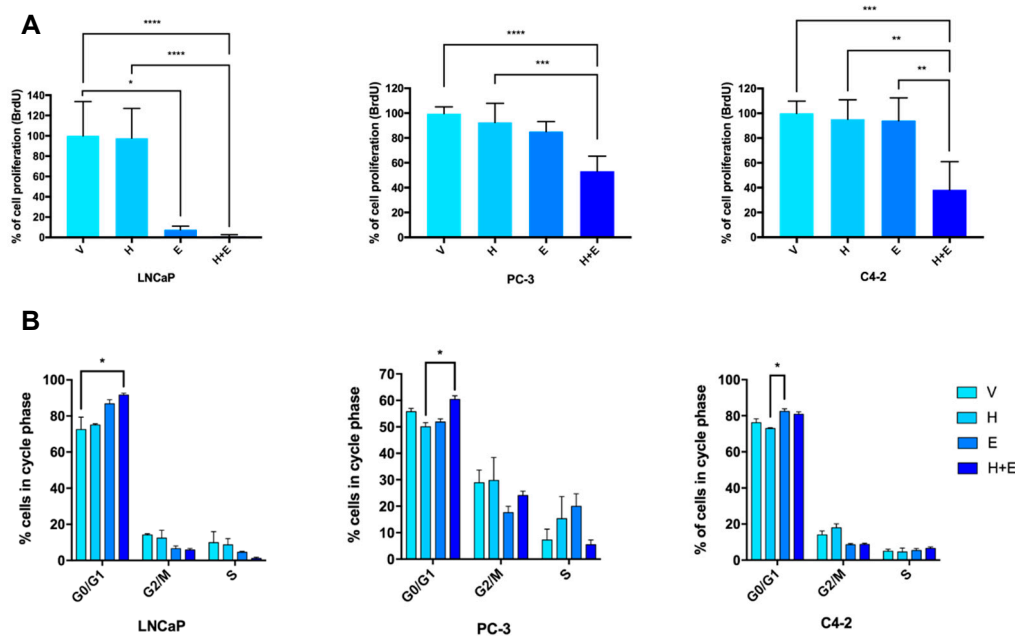 A
****
****
*
% of cell proliferation (BrdU)
140
120
100
80
60
40
20
0
V
H
E
H+E
LNCaP
****
***
% of cell proliferation (BrdU)
120
100
80
60
40
20
0
V
H
E
H+E
PC-3
***
**
**
% of cell proliferation (BrdU)
120
100
80
60
40
20
0
V
H
E
H+E
C4-2
B
*
% cells in cycle phase
100
80
60
40
20
0
G0/G1
G2/M
S
LNCaP
*
% cells in cycle phase
70
60
50
40
30
20
10
0
G0/G1
G2/M
S
PC-3
*
% of cells in cycle phase
100
80
60
40
20
0
G0/G1
G2/M
S
C4-2
V
H
E
H+E